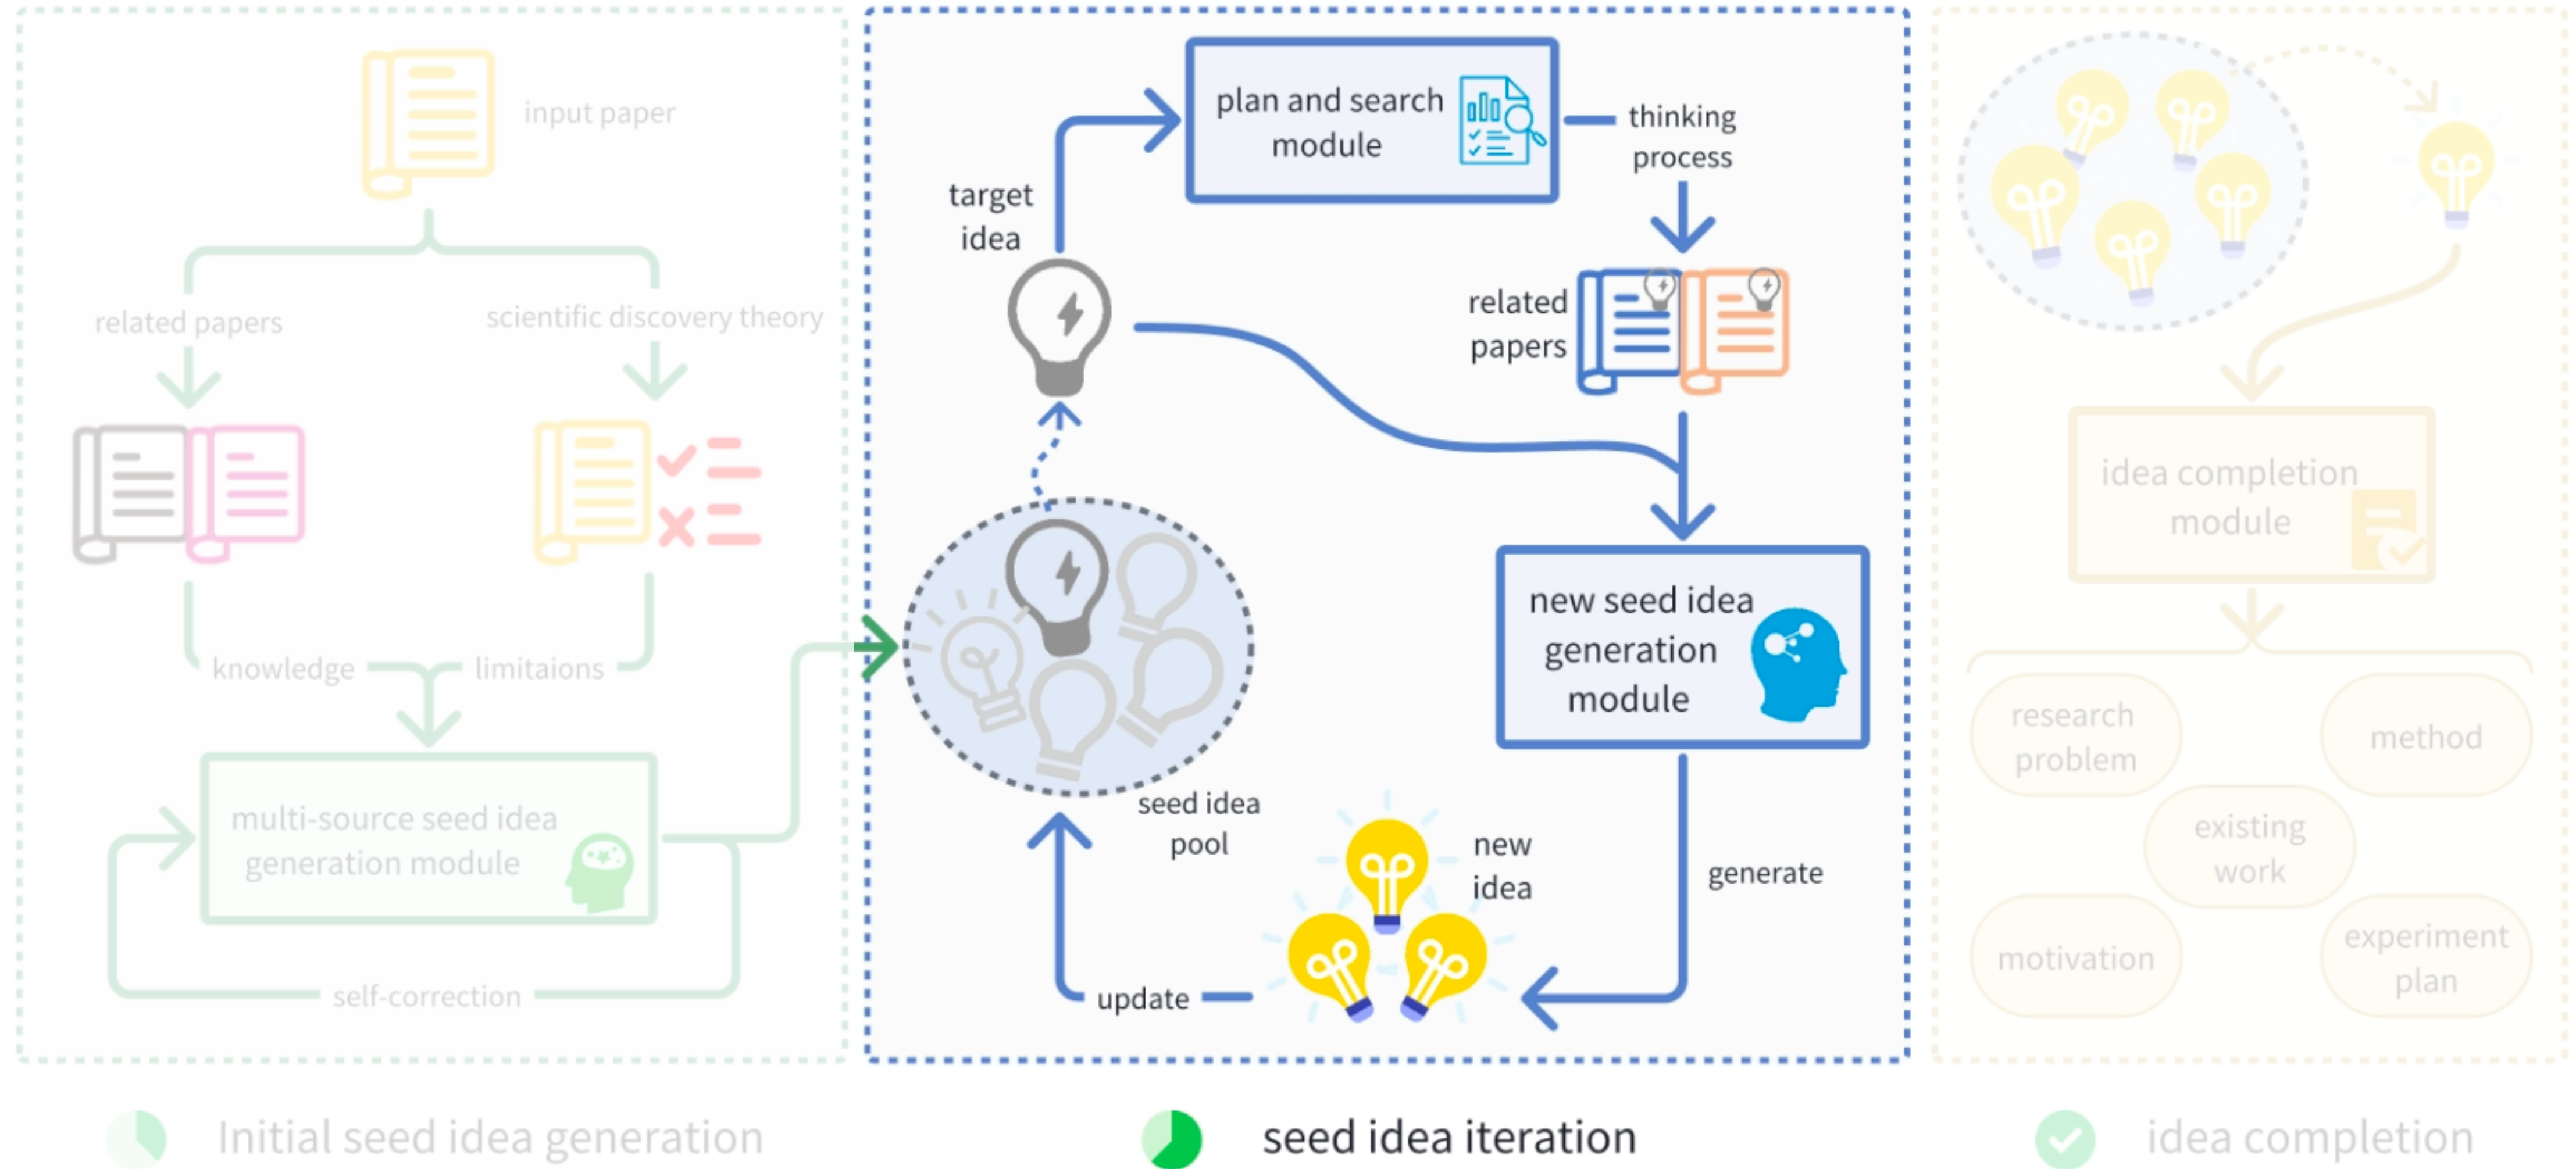 input paper
related papers
scientific discovery theory
knowledge
limitaions
multi-source seed idea
generation module
self-correction
Initial seed idea generation
plan and search
module
thinking
process
target
idea
related
papers
new seed idea
generation
module
seed idea
pool
new
idea
generate
update
seed idea iteration
idea completion
module
research
problem
method
existing
work
motivation
experiment
plan
idea completion